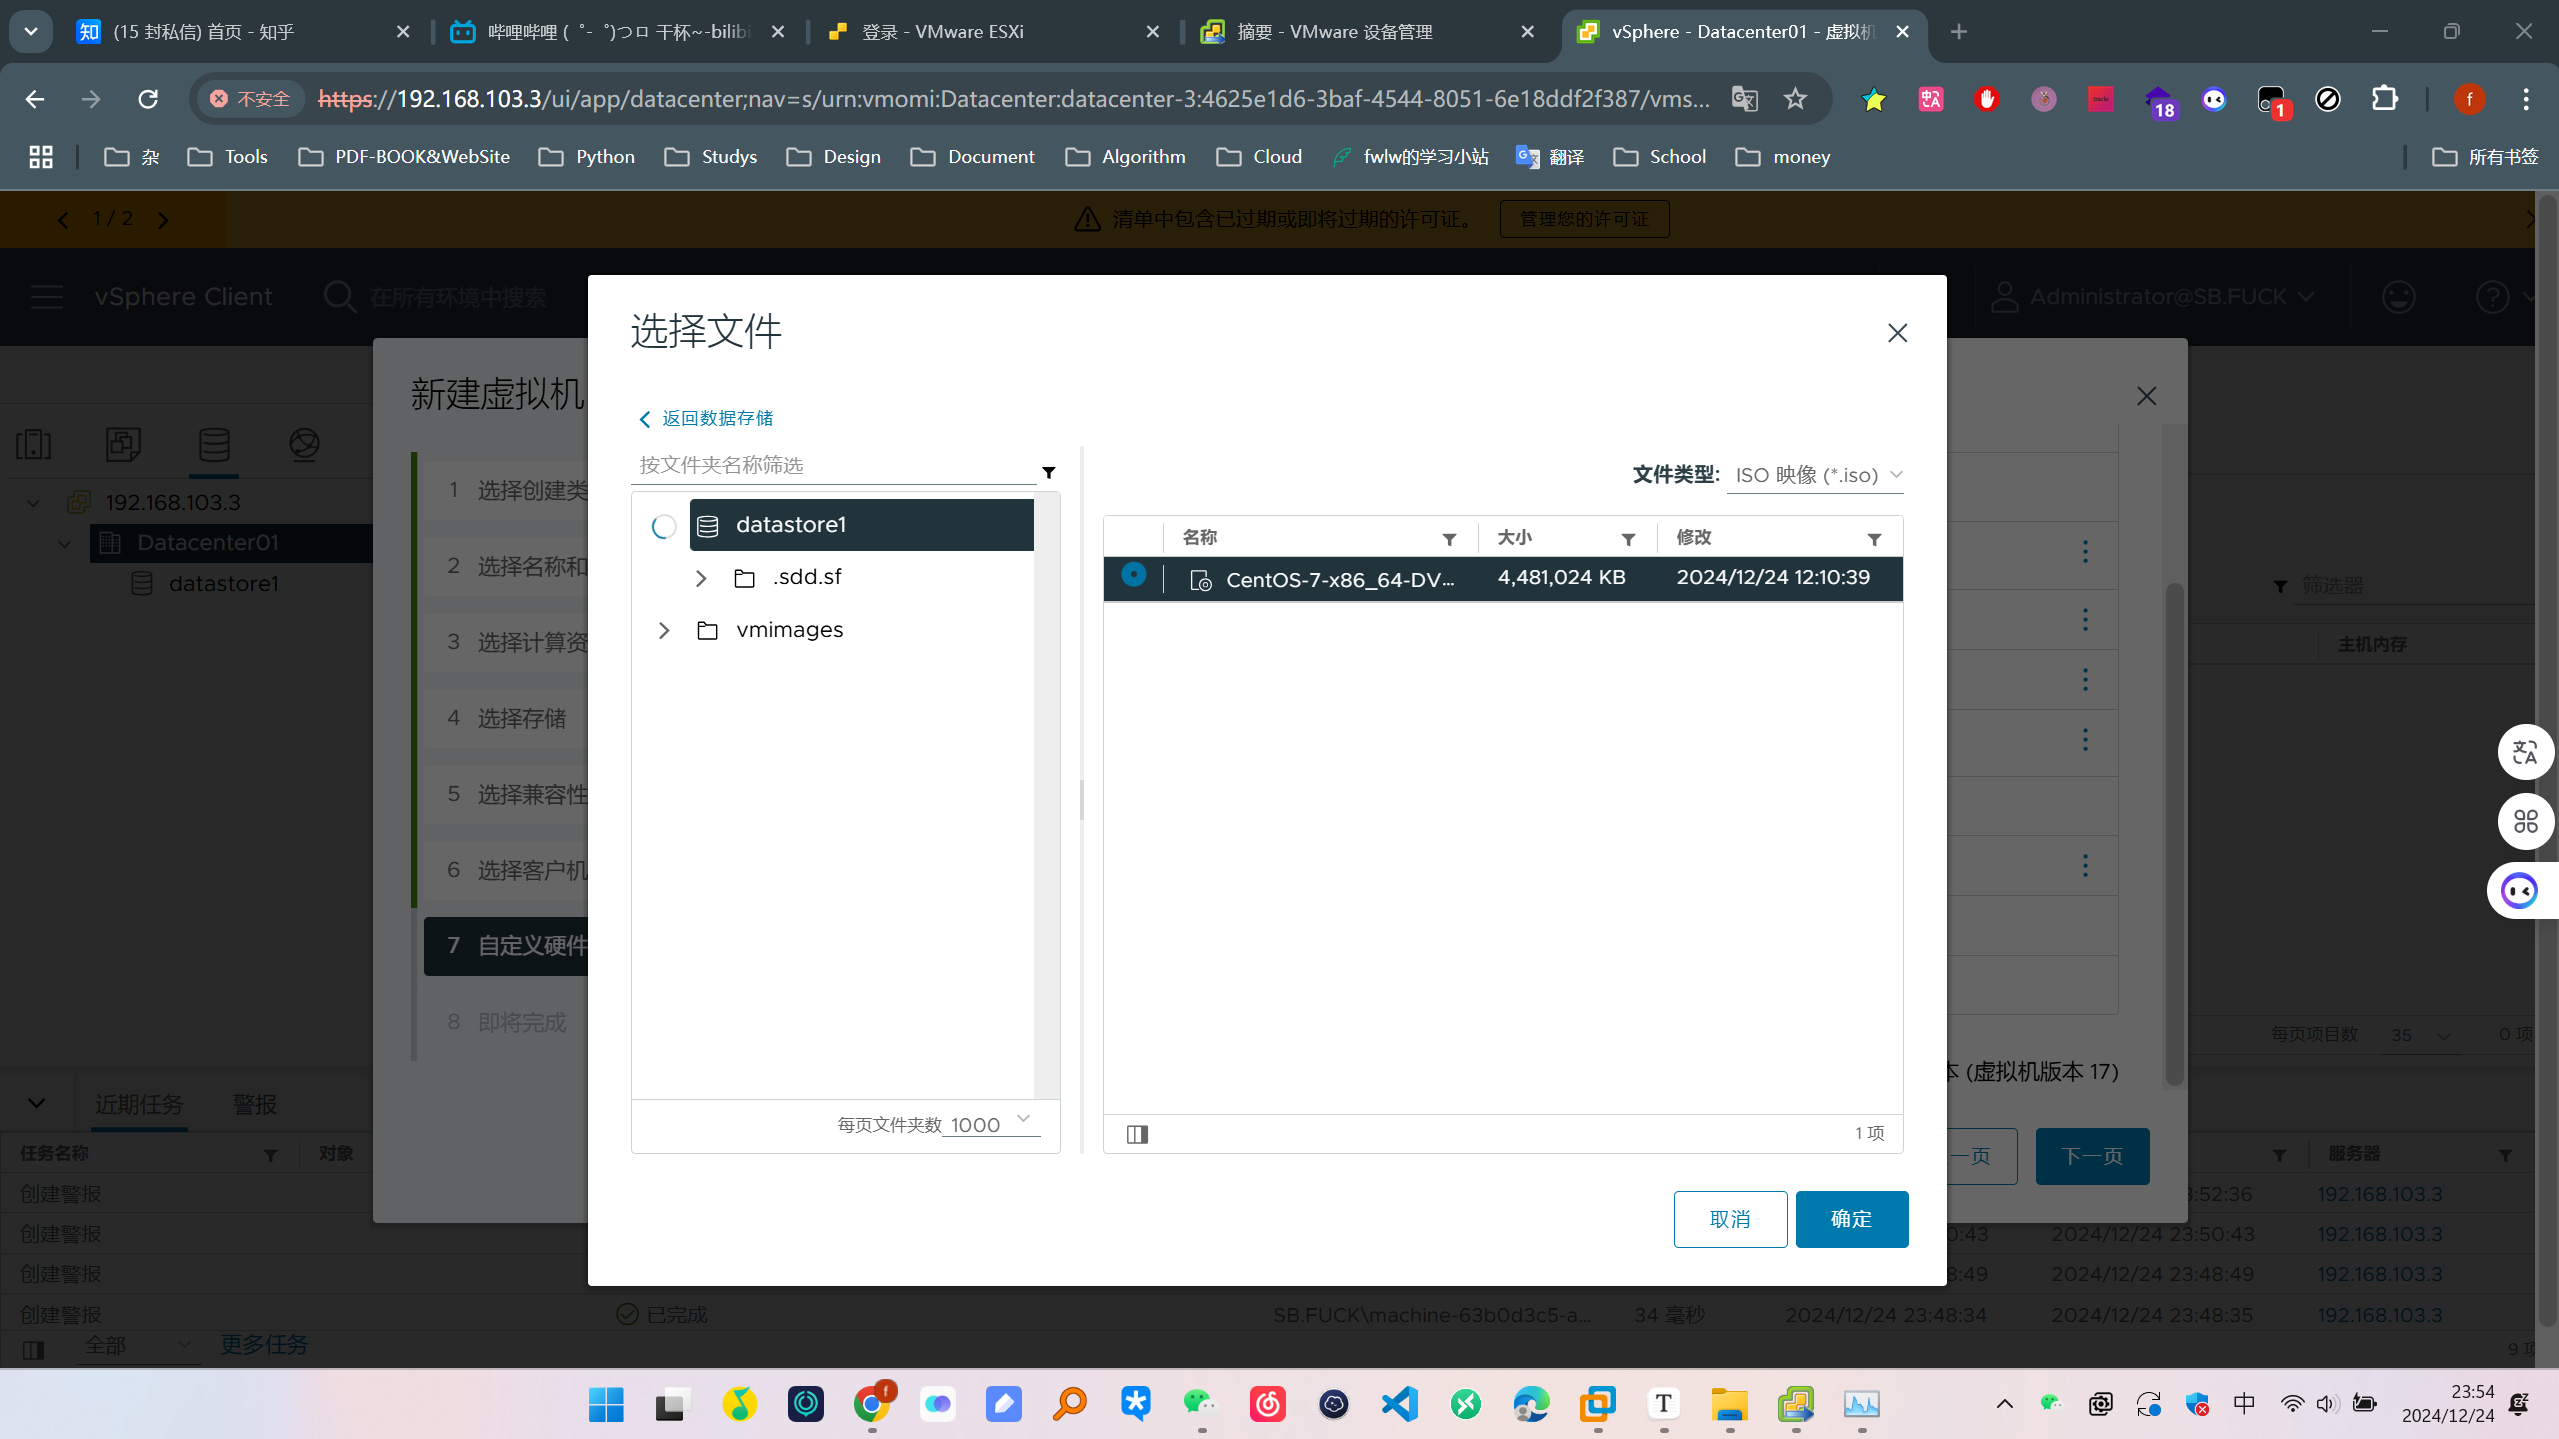 (15 封私信) 首页 - 知乎
哔哩哔哩 (゜-゜)つロ 干杯~-bilibi
登录 - VMware ESXi
摘要 - VMware 设备管理
vSphere - Datacenter01 - 虚拟机
不安全
https://192.168.103.3/ui/app/datacenter;nav=s/urn:vmomi:Datacenter:datacenter-3:4625e1d6-3baf-4544-8051-6e18ddf2f387/vms...
18
1
f
杂
Tools
PDF-BOOK&WebSite
Python
Studys
Design
Document
Algorithm
Cloud
fwlw的学习小站
翻译
School
money
所有书签
1 / 2
清单中包含已过期或即将过期的许可证。
管理您的许可证
vSphere Client
在所有环境中搜索
Administrator@SB.FUCK
192.168.103.3
Datacenter01
datastore1
新建虚拟机
1 选择创建类
2 选择名称和
3 选择计算资
4 选择存储
5 选择兼容性
6 选择客户机
7 自定义硬件
8 即将完成
选择文件
返回数据存储
按文件夹名称筛选
文件类型: ISO 映像 (*.iso)
datastore1
.sdd.sf
vmimages
名称 大小 修改
CentOS-7-x86_64-DV... 4,481,024 KB 2024/12/24 12:10:39
每页文件夹数 1000
1 项
取消
确定
筛选器
主机内存
每页项目数 35 0 项
本 (虚拟机版本 17)
一页
下一页
近期任务
警报
任务名称 对象 服务器
创建警报 3:52:36 192.168.103.3
创建警报 0:43 2024/12/24 23:50:43 192.168.103.3
创建警报 8:49 2024/12/24 23:48:49 192.168.103.3
创建警报 已完成 SB.FUCK\machine-63b0d3c5-a... 34 毫秒 2024/12/24 23:48:34 2024/12/24 23:48:35 192.168.103.3
全部 更多任务 9 项
中
23:54
2024/12/24